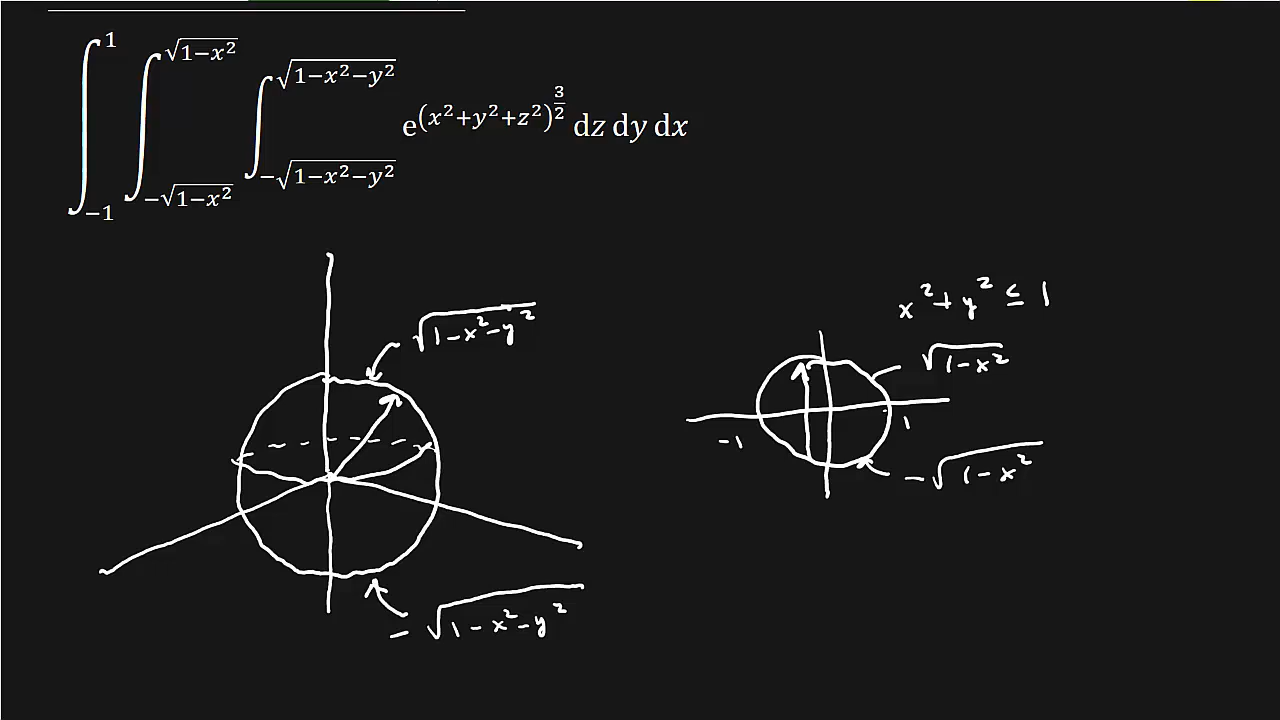 ∫_{-1}^{1} ∫_{-√(1−x²)}^{√(1−x²)} ∫_{-√(1−x²−y²)}^{√(1−x²−y²)} e^{(x²+y²+z²)^{3/2}} dz dy dx
x² + y² ≤ 1
√(1−x²−y²)
√(1−x²)
−1
1
−√(1−x²)
−√(1−x²−y²)